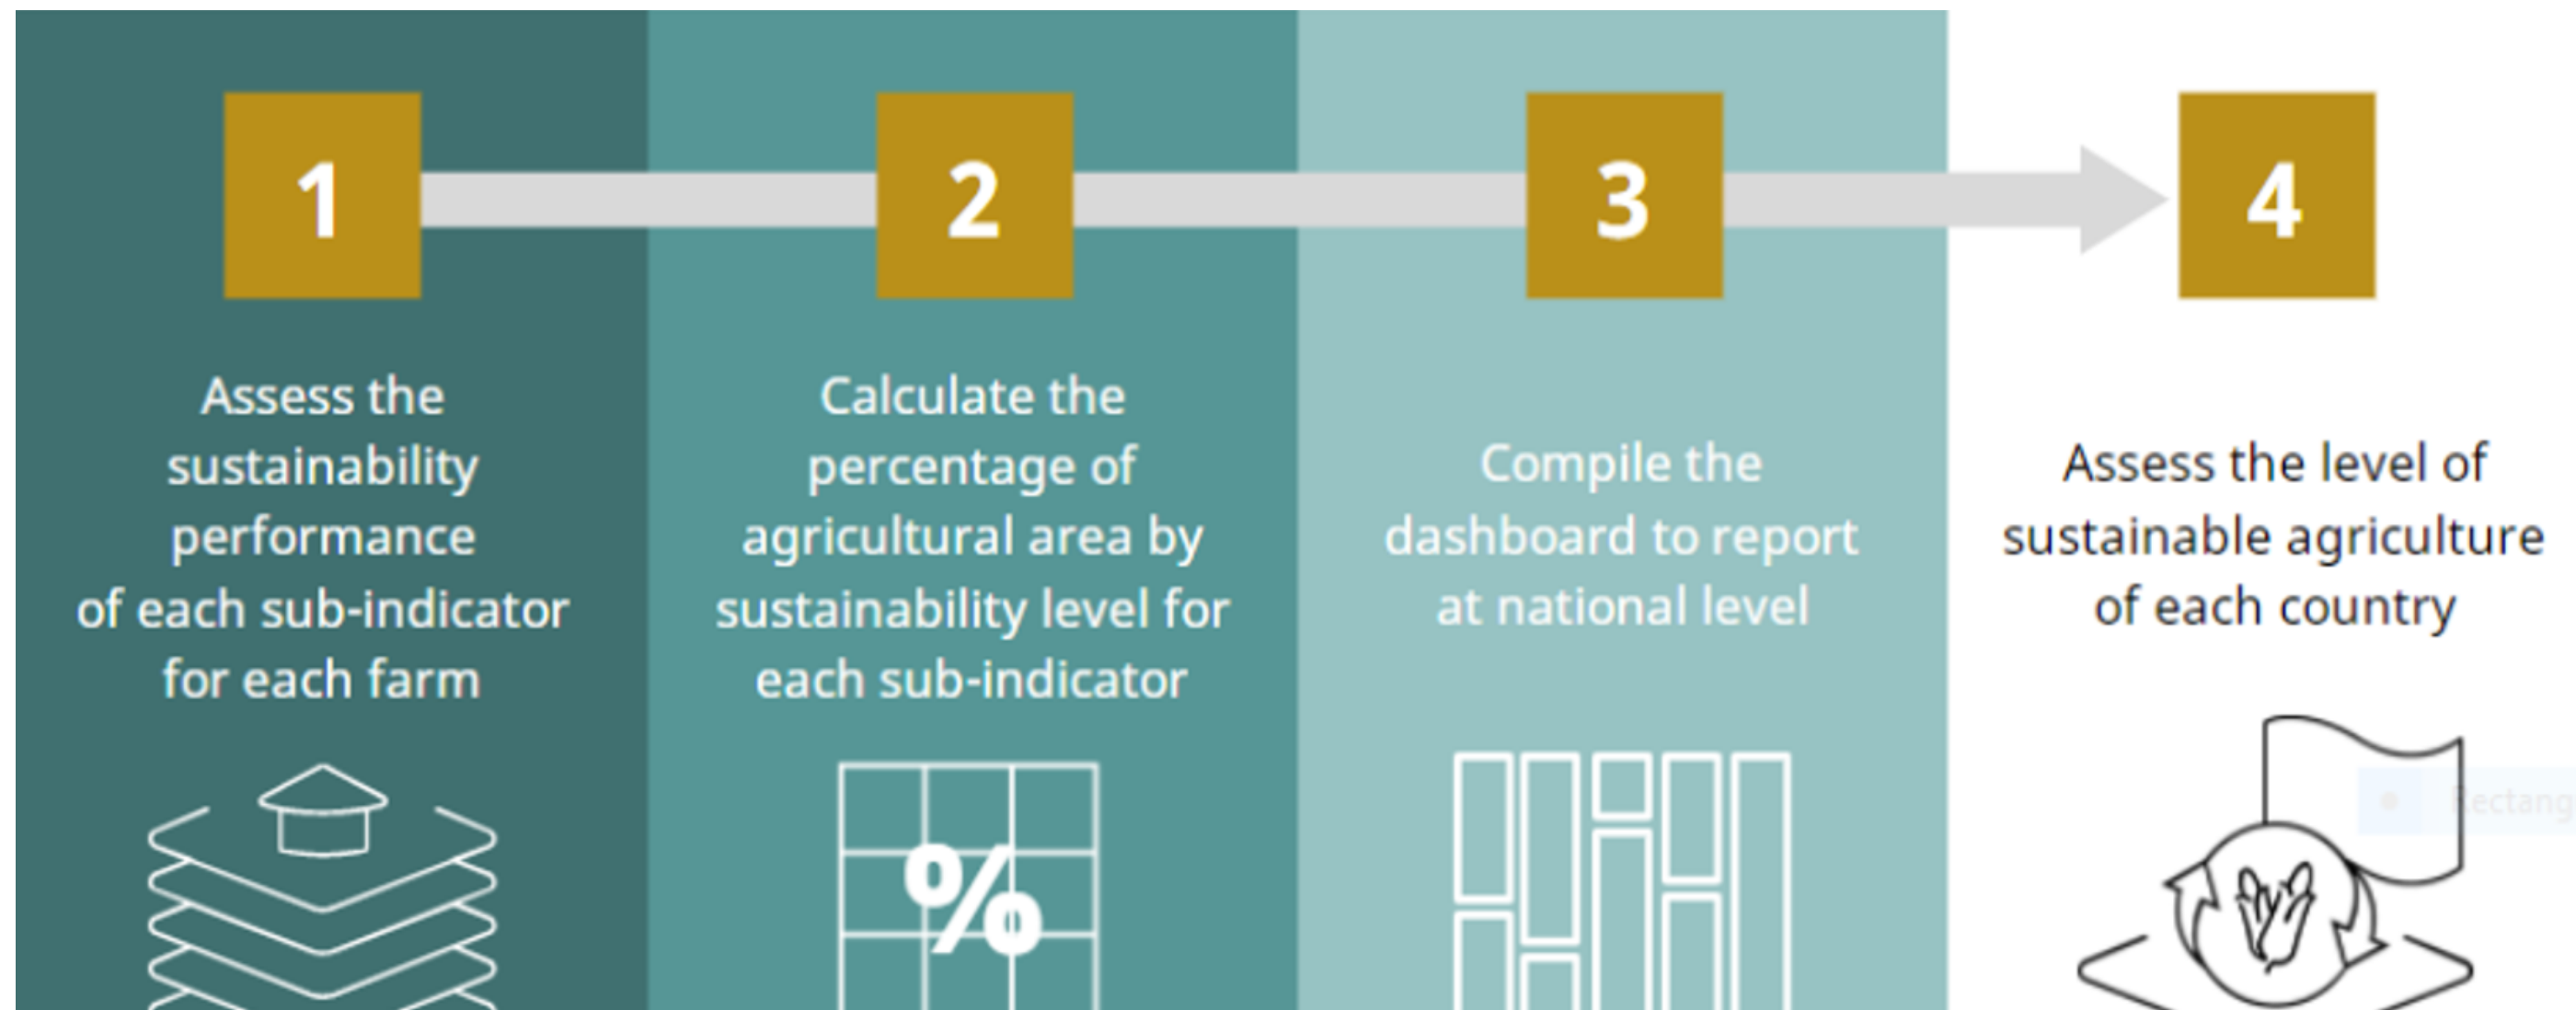 1
Assess the
sustainability
performance
of each sub-indicator
for each farm
2
Calculate the
percentage of
agricultural area by
sustainability level for
each sub-indicator
%
3
Compile the
dashboard to report
at national level
4
Assess the level of
sustainable agriculture
of each country
Rectang